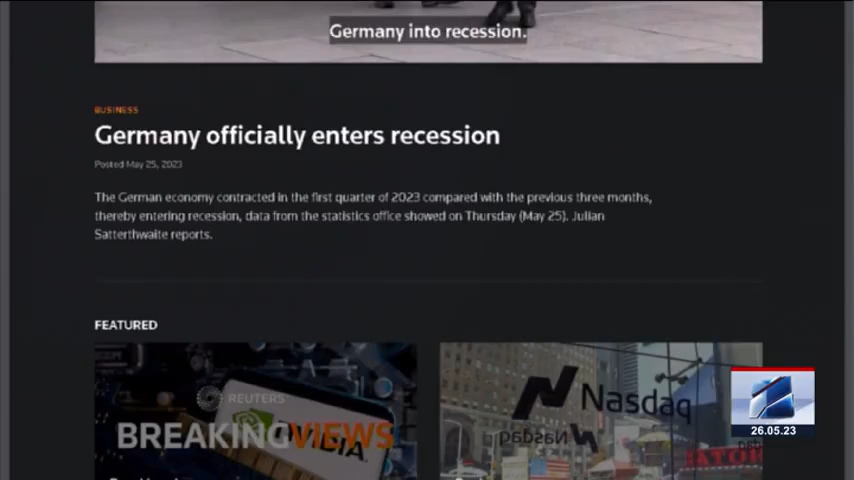 Germany into recession.
BUSINESS
Germany officially enters recession
Posted May 25, 2023
The German economy contracted in the first quarter of 2023 compared with the previous three months,
thereby entering recession, data from the statistics office showed on Thursday (May 25). Julian
Satterthwaite reports.
FEATURED
REUTERS
BREAKINGVIEWS
NVIDIA
Nasdaq
Nasdaq
26.05.23